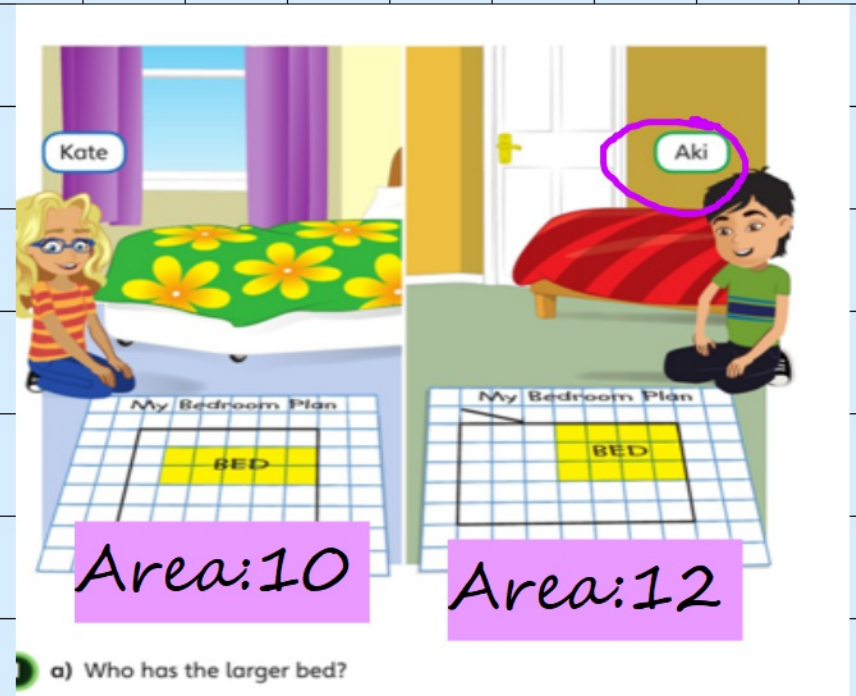 Kate
Aki
My Bedroom Plan
My Bedroom Plan
BED
BED
Area:10
Area:12
a) Who has the larger bed?